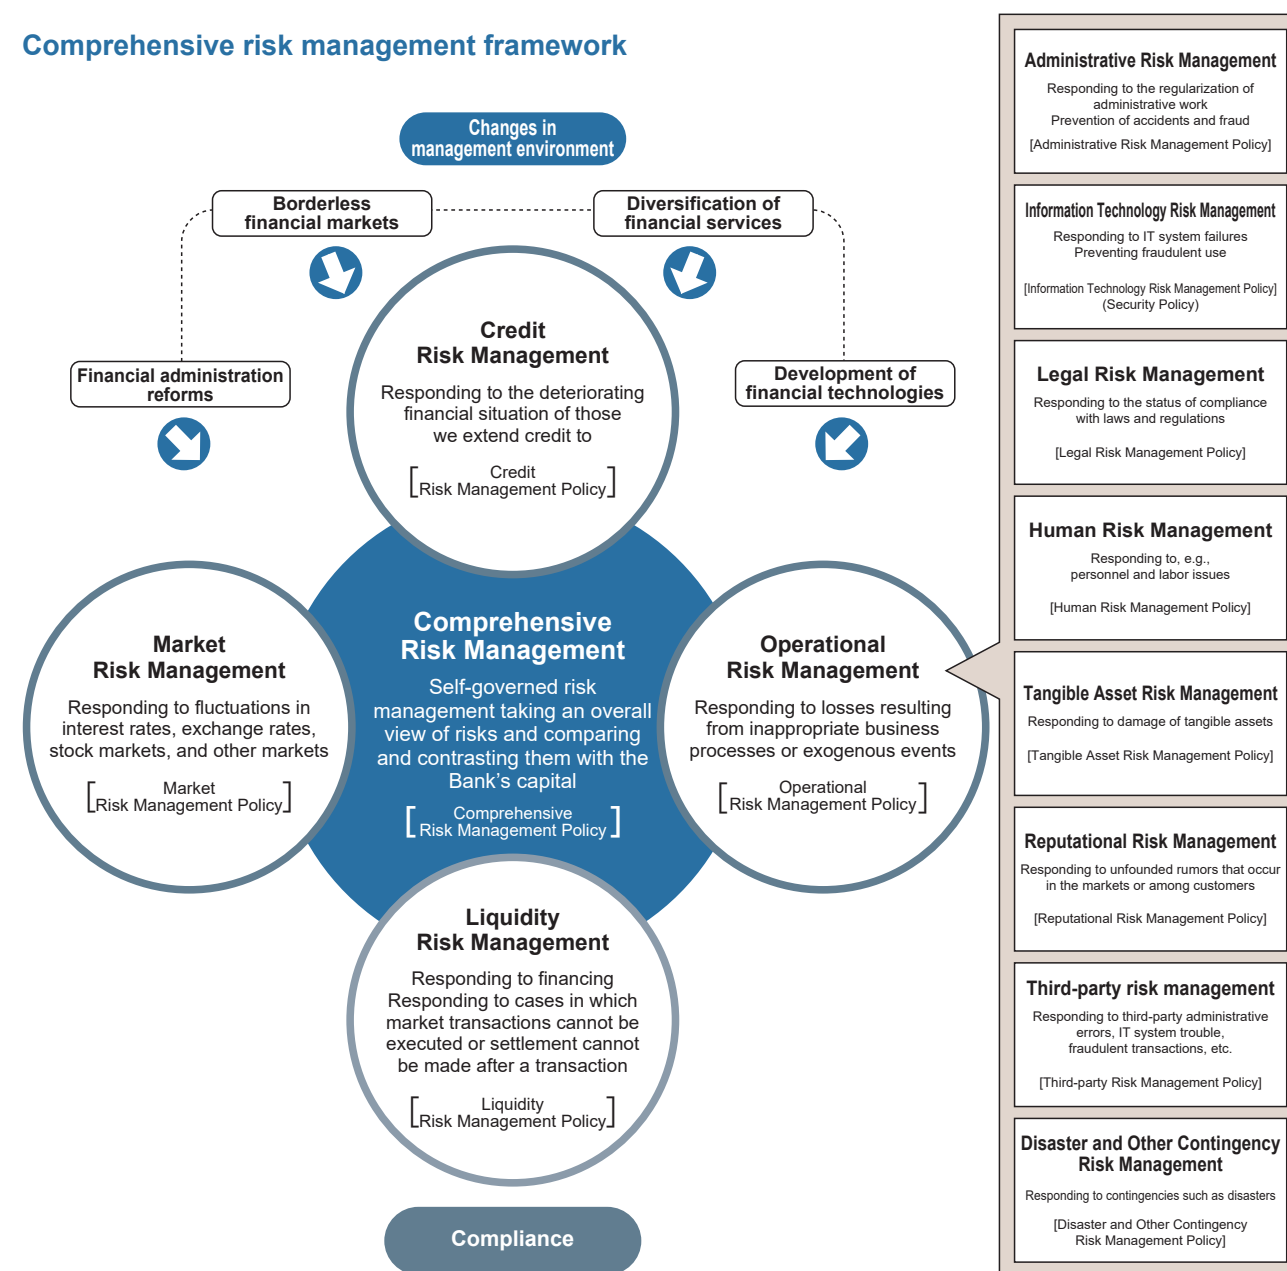 Comprehensive risk management framework
Changes in
management environment
Borderless
financial markets
Diversification of
financial services
Financial administration
reforms
Development of
financial technologies
Credit
Risk Management
Responding to the deteriorating
financial situation of those
we extend credit to
[Credit
Risk Management Policy]
Market
Risk Management
Responding to fluctuations in
interest rates, exchange rates,
stock markets, and other markets
[Market
Risk Management Policy]
Comprehensive
Risk Management
Self-governed risk
management taking an overall
view of risks and comparing
and contrasting them with the
Bank’s capital
[Comprehensive
Risk Management Policy]
Operational
Risk Management
Responding to losses resulting
from inappropriate business
processes or exogenous events
[Operational
Risk Management Policy]
Liquidity
Risk Management
Responding to financing
Responding to cases in which
market transactions cannot be
executed or settlement cannot
be made after a transaction
[Liquidity
Risk Management Policy]
Compliance
Administrative Risk Management
Responding to the regularization of
administrative work
Prevention of accidents and fraud
[Administrative Risk Management Policy]
Information Technology Risk Management
Responding to IT system failures
Preventing fraudulent use
[Information Technology Risk Management Policy]
(Security Policy)
Legal Risk Management
Responding to the status of compliance
with laws and regulations
[Legal Risk Management Policy]
Human Risk Management
Responding to, e.g.,
personnel and labor issues
[Human Risk Management Policy]
Tangible Asset Risk Management
Responding to damage of tangible assets
[Tangible Asset Risk Management Policy]
Reputational Risk Management
Responding to unfounded rumors that occur
in the markets or among customers
[Reputational Risk Management Policy]
Third-party risk management
Responding to third-party administrative
errors, IT system trouble,
fraudulent transactions, etc.
[Third-party Risk Management Policy]
Disaster and Other Contingency
Risk Management
Responding to contingencies such as disasters
[Disaster and Other Contingency
Risk Management Policy]